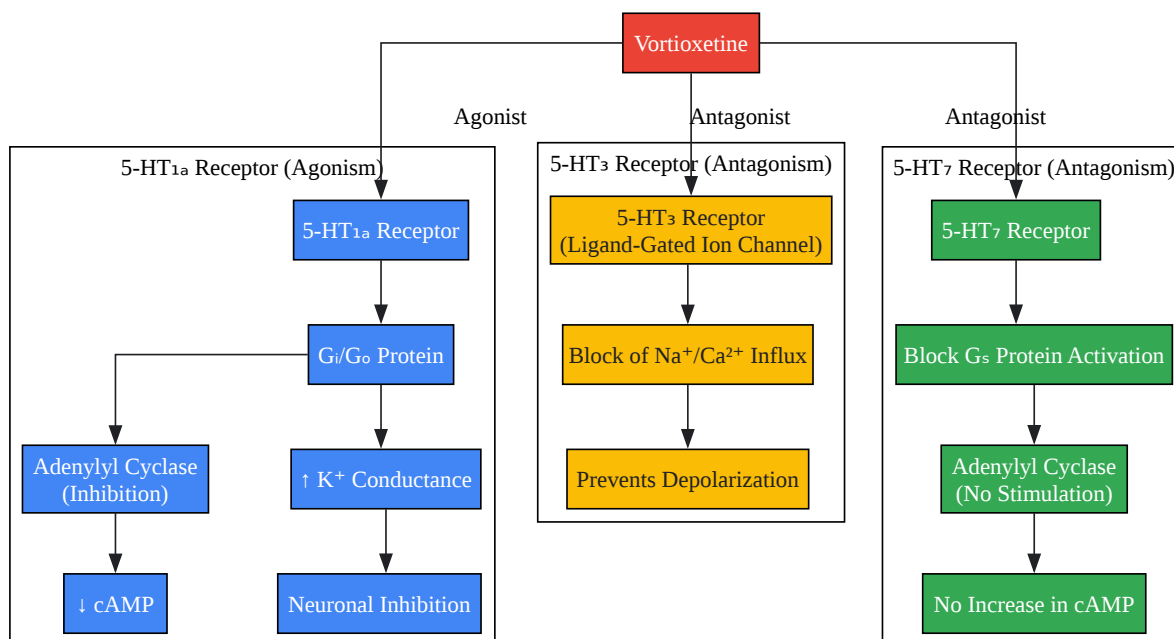 Vortioxetine
Agonist
Antagonist
Antagonist
5-HT₁ₐ Receptor (Agonism)
5-HT₁ₐ Receptor
Gᵢ/Gₒ Protein
Adenylyl Cyclase
(Inhibition)
↑ K⁺ Conductance
↓ cAMP
Neuronal Inhibition
5-HT₃ Receptor (Antagonism)
5-HT₃ Receptor
(Ligand-Gated Ion Channel)
Block of Na⁺/Ca²⁺ Influx
Prevents Depolarization
5-HT₇ Receptor (Antagonism)
5-HT₇ Receptor
Block Gₛ Protein Activation
Adenylyl Cyclase
(No Stimulation)
No Increase in cAMP